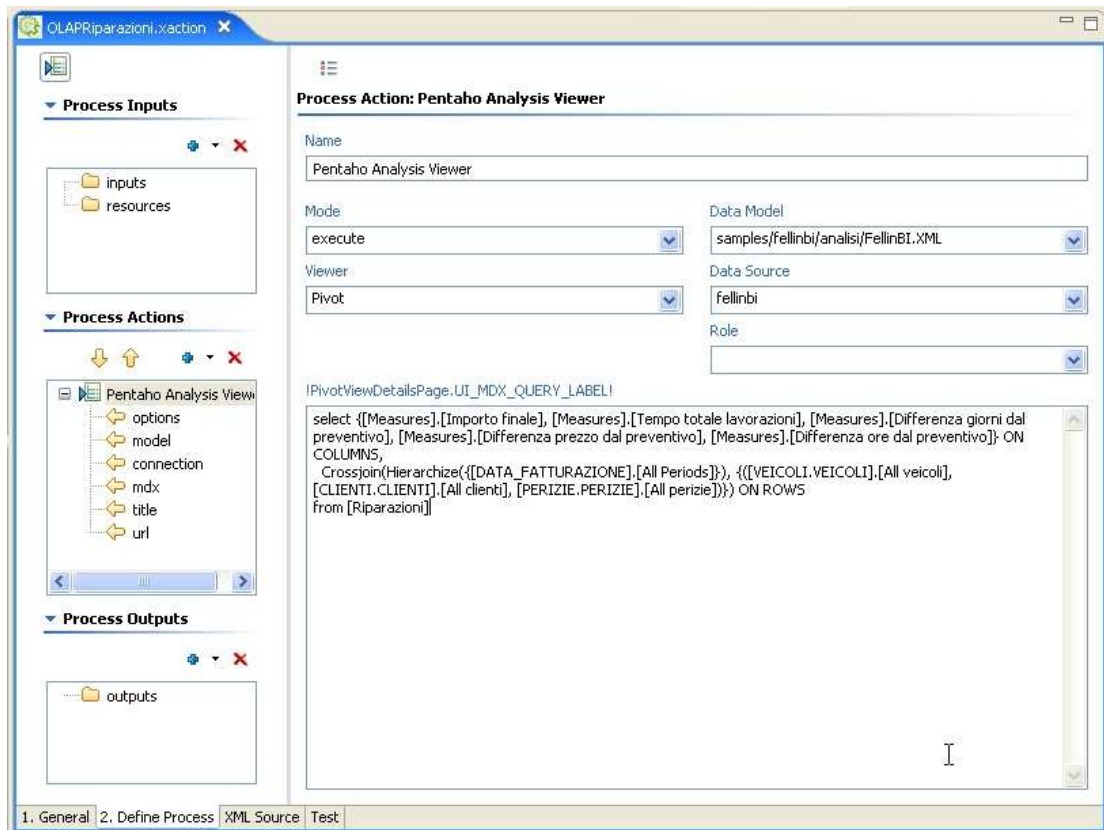 OLAPRiparazioni.xaction
Process Inputs
inputs
resources
Process Actions
Pentaho Analysis View
options
model
connection
mdx
title
url
Process Outputs
outputs
Process Action: Pentaho Analysis Viewer
Name
Pentaho Analysis Viewer
Mode
Data Model
execute
samples/fellinbi/analisi/FellinBI.XML
Viewer
Data Source
Pivot
fellinbi
Role
!PivotViewDetailsPage.UI_MDX_QUERY_LABEL!
select {[Measures].[Importo finale], [Measures].[Tempo totale lavorazioni], [Measures].[Differenza giorni dal
preventivo], [Measures].[Differenza prezzo dal preventivo], [Measures].[Differenza ore dal preventivo]} ON
COLUMNS,
Crossjoin(Hierarchize({[DATA_FATTURAZIONE].[All Periods]}), {([VEICOLI.VEICOLI].[All veicoli],
[CLIENTI.CLIENTI].[All clienti], [PERIZIE.PERIZIE].[All perizie])}) ON ROWS
from [Riparazioni]
1. General 2. Define Process XML Source Test